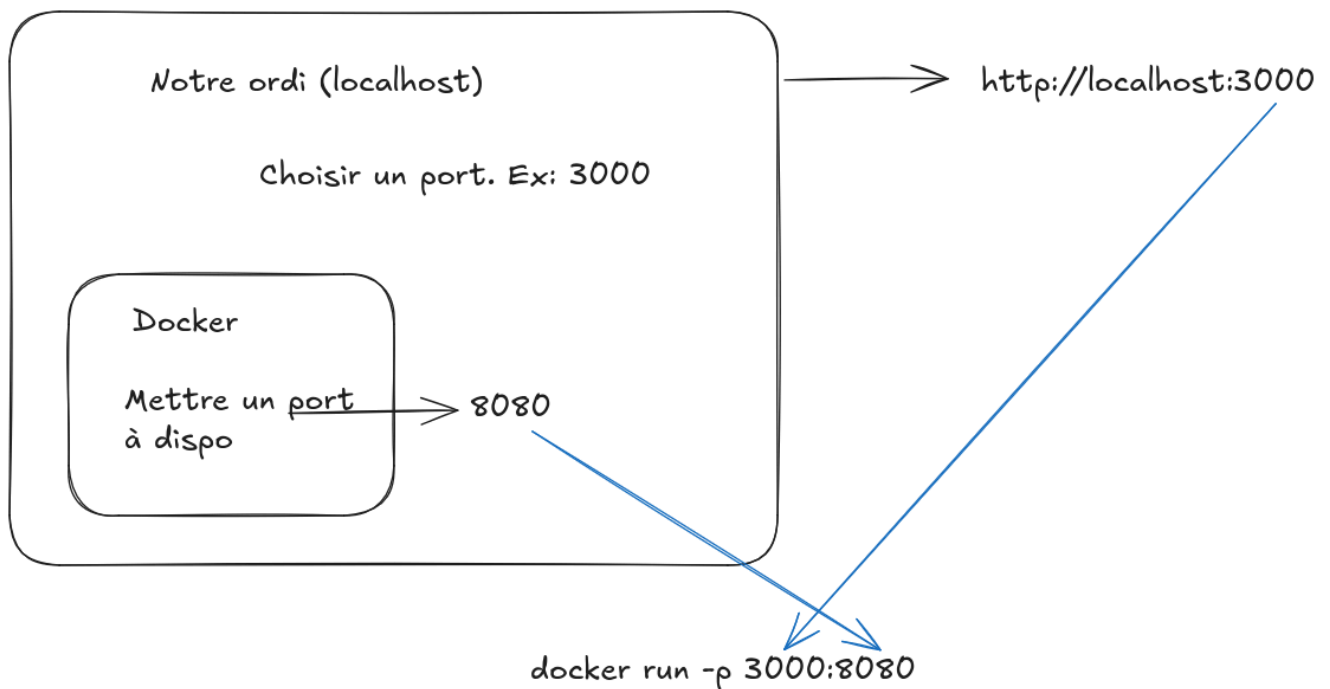 Notre ordi (localhost)
http://localhost:3000
Choisir un port. Ex: 3000
Docker
Mettre un port
à dispo
8080
docker run -p 3000:8080